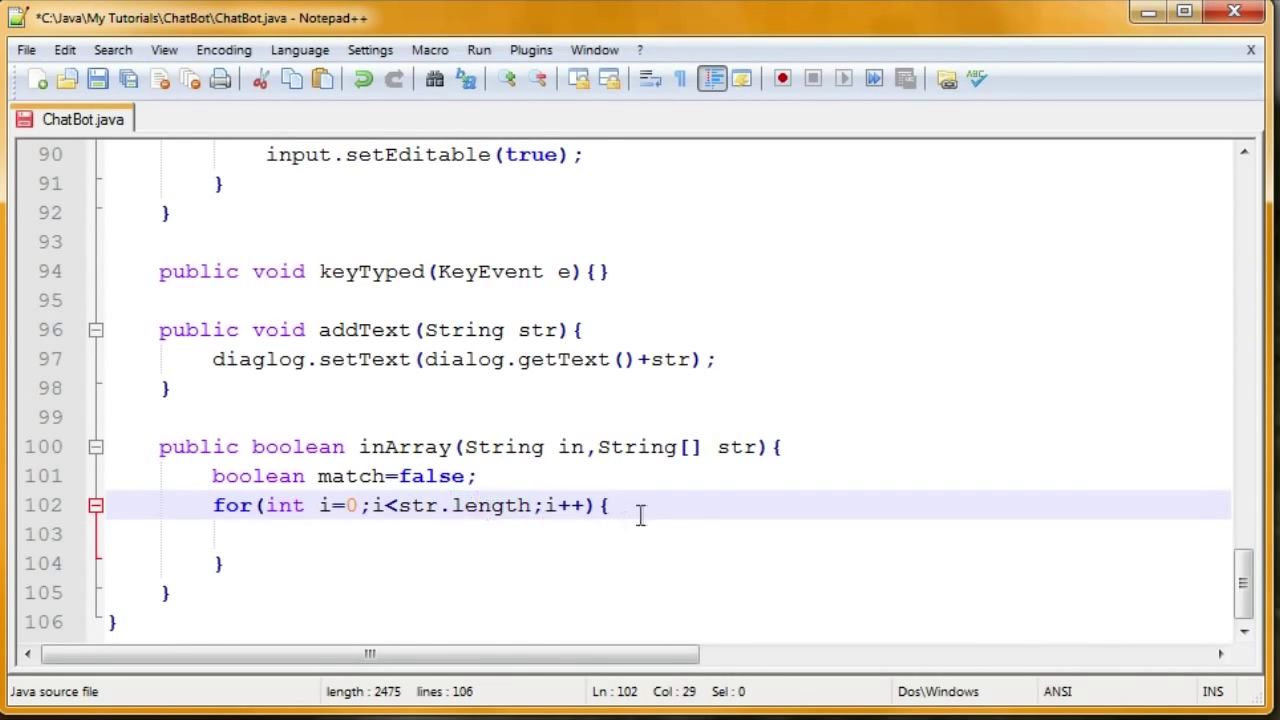 *C:\Java\My Tutorials\ChatBot\ChatBot.java - Notepad++
File Edit Search View Encoding Language Settings Macro Run Plugins Window ? X
ABC
ChatBot.java
90 input.setEditable(true);
91 }
92 }
93
94 public void keyTyped(KeyEvent e){}
95
96 public void addText(String str){
97 diaglog.setText(dialog.getText()+str);
98 }
99
100 public boolean inArray(String in,String[] str){
101 boolean match=false;
102 for(int i=0;i<str.length;i++){
103
104 }
105 }
106 }
Java source file length : 2475 lines : 106 Ln : 102 Col : 29 Sel : 0 Dos\Windows ANSI INS